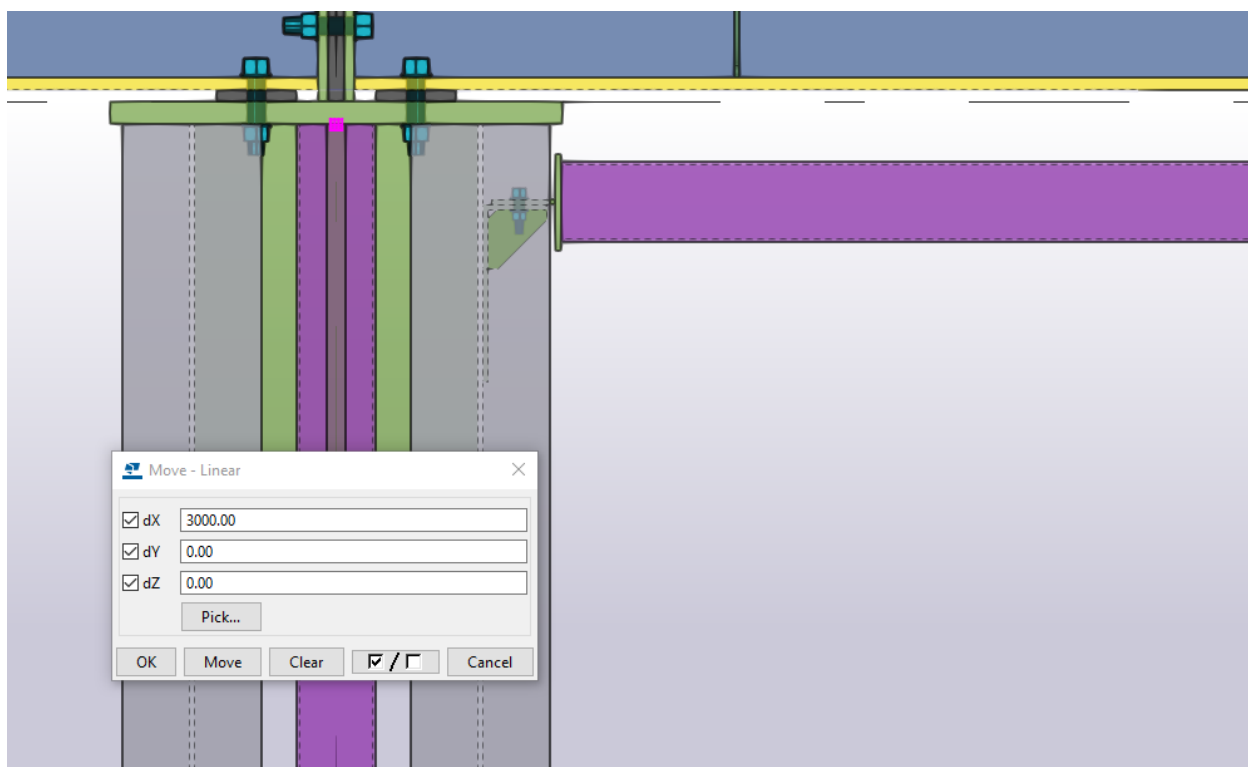 Move - Linear
dX 3000.00
dY 0.00
dZ 0.00
Pick...
OK Move Clear / Cancel